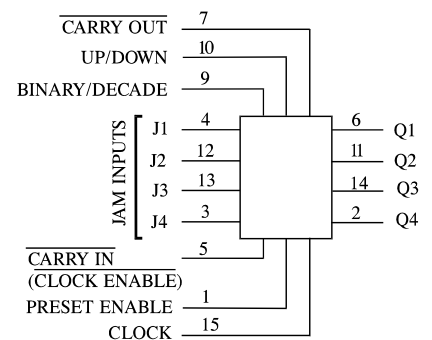 CARRY OUT 7
UP/DOWN 10
BINARY/DECADE 9
JAM INPUTS
J1 4 6 Q1
J2 12 11 Q2
J3 13 14 Q3
J4 3 2 Q4
CARRY IN 5
(CLOCK ENABLE)
PRESET ENABLE 1
CLOCK 15